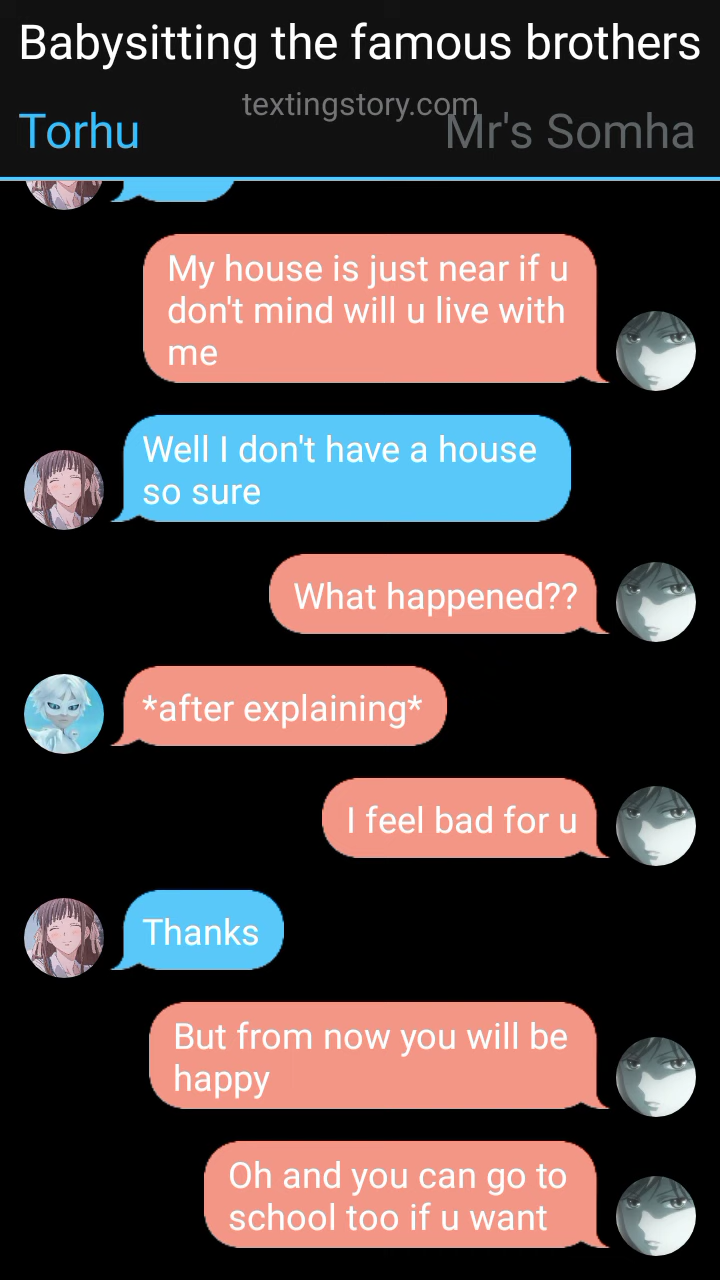 Babysitting the famous brothers
textingstory.com
Torhu
Mr's Somha
My house is just near if u
don't mind will u live with
me
Well I don't have a house
so sure
What happened??
*after explaining*
I feel bad for u
Thanks
But from now you will be
happy
Oh and you can go to
school too if u want